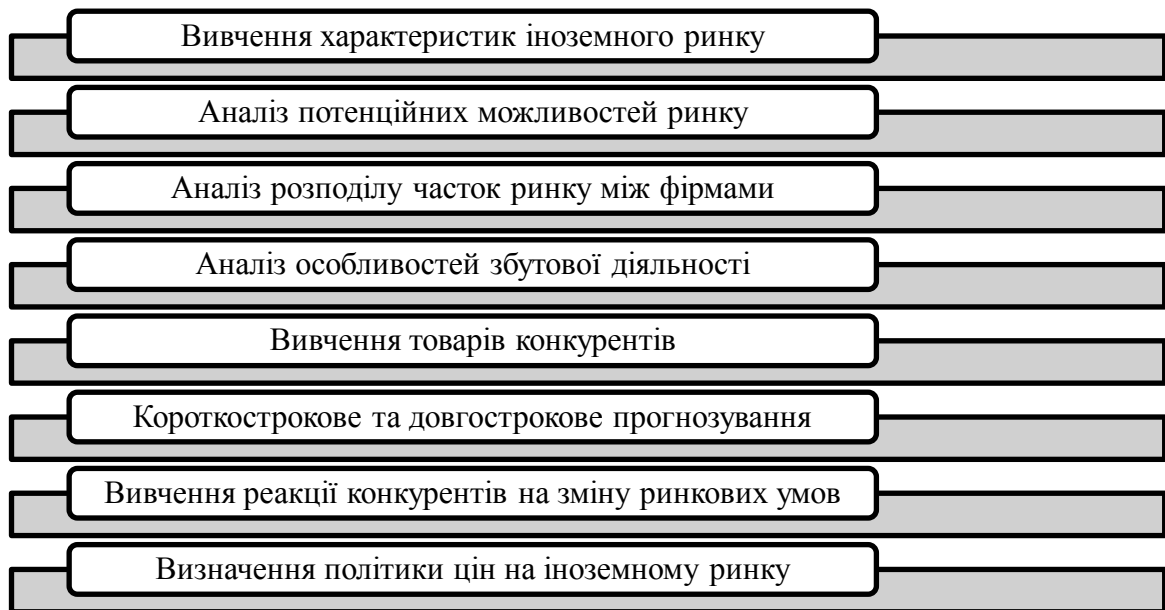 Вивчення характеристик іноземного ринку
Аналіз потенційних можливостей ринку
Аналіз розподілу часток ринку між фірмами
Аналіз особливостей збутової діяльності
Вивчення товарів конкурентів
Короткострокове та довгострокове прогнозування
Вивчення реакції конкурентів на зміну ринкових умов
Визначення політики цін на іноземному ринку